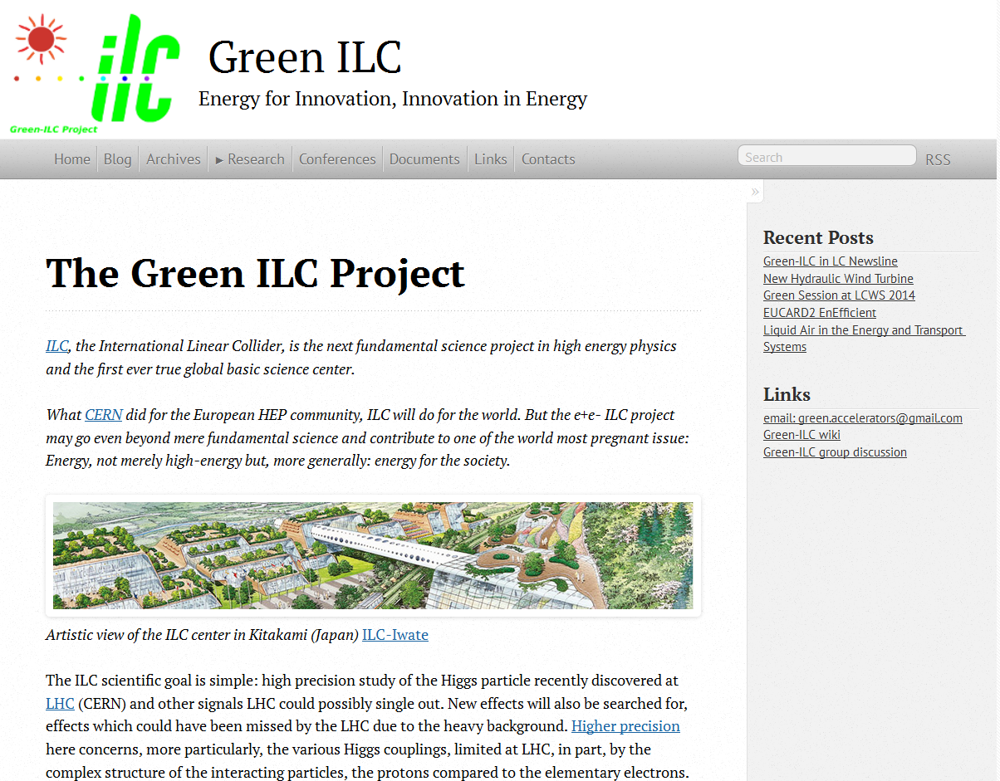 Green-ILC Project
Green ILC
Energy for Innovation, Innovation in Energy
Home Blog Archives ▸ Research Conferences Documents Links Contacts Search RSS
»
The Green ILC Project
ILC, the International Linear Collider, is the next fundamental science project in high energy physics
and the first ever true global basic science center.
What CERN did for the European HEP community, ILC will do for the world. But the e+e- ILC project
may go even beyond mere fundamental science and contribute to one of the world most pregnant issue:
Energy, not merely high-energy but, more generally: energy for the society.
Artistic view of the ILC center in Kitakami (Japan) ILC-Iwate
The ILC scientific goal is simple: high precision study of the Higgs particle recently discovered at
LHC (CERN) and other signals LHC could possibly single out. New effects will also be searched for,
effects which could have been missed by the LHC due to the heavy background. Higher precision
here concerns, more particularly, the various Higgs couplings, limited at LHC, in part, by the
complex structure of the interacting particles, the protons compared to the elementary electrons.
Recent Posts
Green-ILC in LC Newsline
New Hydraulic Wind Turbine
Green Session at LCWS 2014
EUCARD2 EnEfficient
Liquid Air in the Energy and Transport
Systems
Links
email: green.accelerators@gmail.com
Green-ILC wiki
Green-ILC group discussion